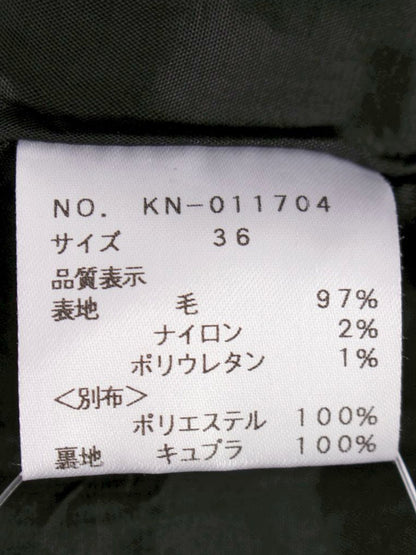 NO. KN-011704
サイズ 36
品質表示
表地 毛 97%
ナイロン 2%
ポリウレタン 1%
<別布>
ポリエステル 100%
裏地 キュプラ 100%